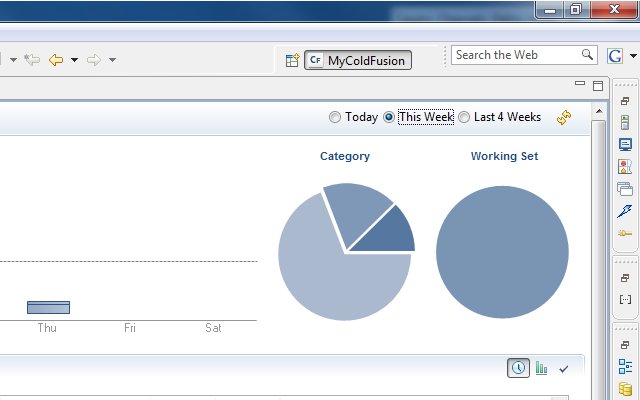 CF MyColdFusion
Search the Web
G
Today This Week Last 4 Weeks
Category Working Set
Thu Fri Sat